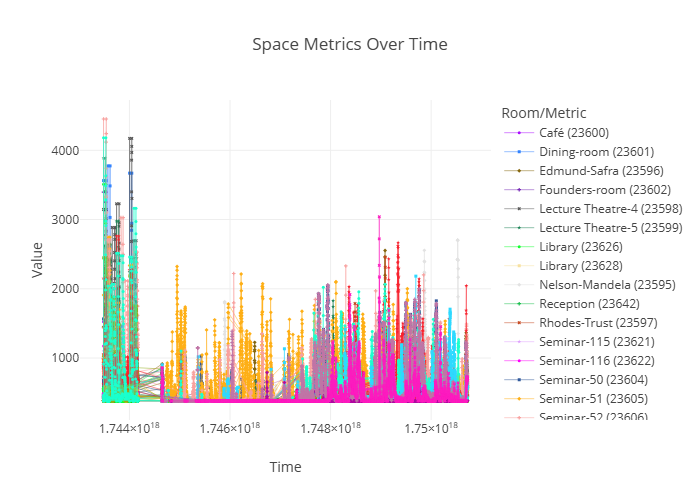 Space Metrics Over Time
Room/Metric
Café (23600)
Dining-room (23601)
Edmund-Safra (23596)
Founders-room (23602)
Lecture Theatre-4 (23598)
Lecture Theatre-5 (23599)
Library (23626)
Library (23628)
Nelson-Mandela (23595)
Reception (23642)
Rhodes-Trust (23597)
Seminar-115 (23621)
Seminar-116 (23622)
Seminar-50 (23604)
Seminar-51 (23605)
Seminar-52 (23606)
Value
4000
3000
2000
1000
1.744×10¹⁸ 1.746×10¹⁸ 1.748×10¹⁸ 1.75×10¹⁸
Time